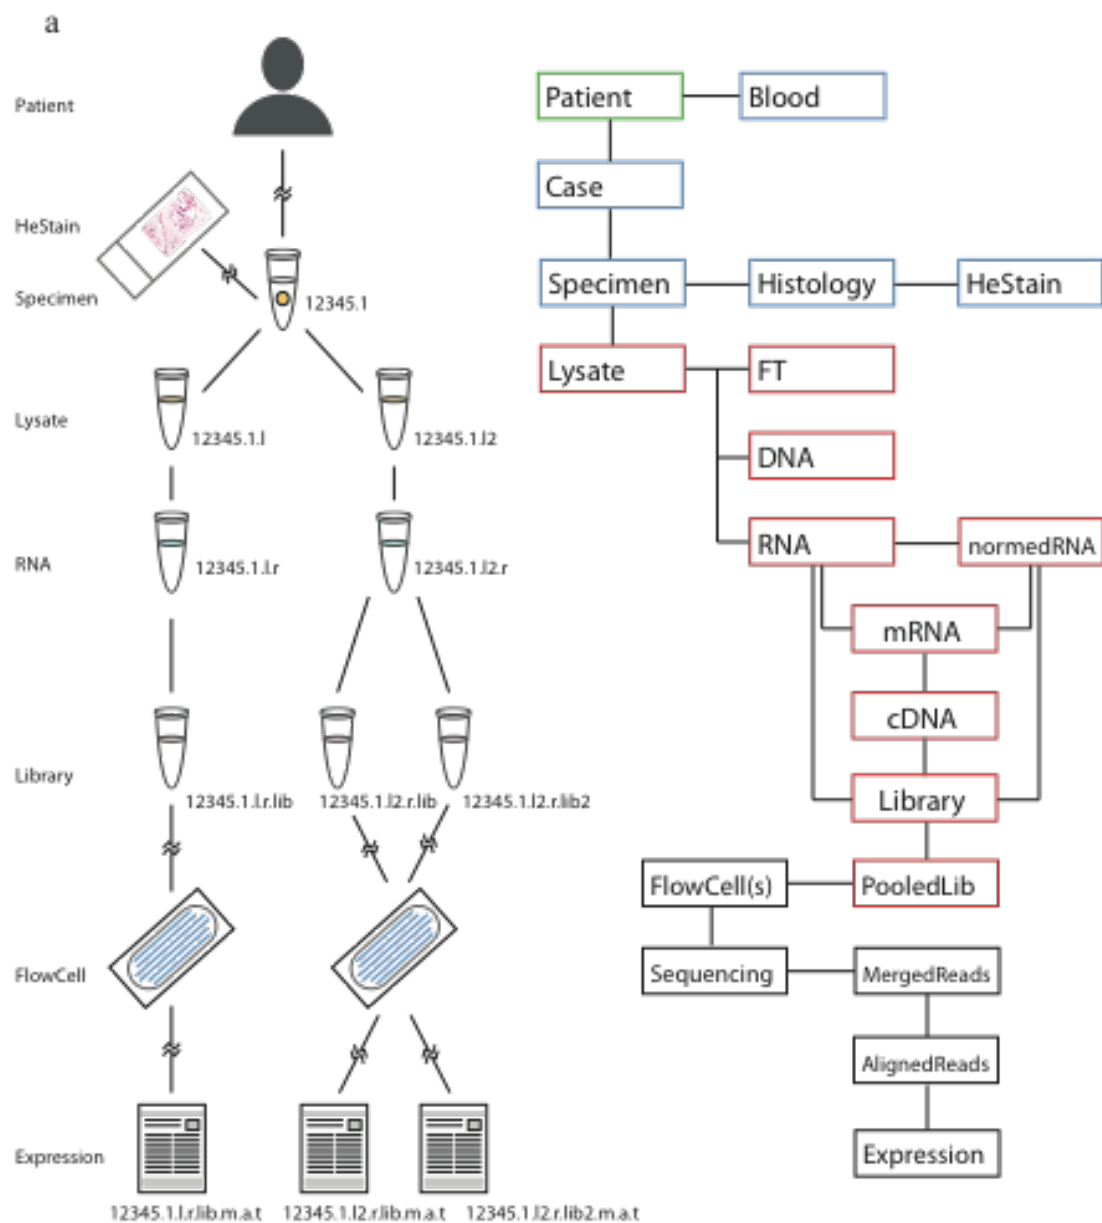 a
Patient
HeStain
Specimen
12345.1
Lysate
12345.1.l
12345.1.l2
RNA
12345.1.l.r
12345.1.l2.r
Library
12345.1.l.r.lib
12345.1.l2.r.lib
12345.1.l2.r.lib2
FlowCell
Expression
12345.1.l.r.lib.m.a.t
12345.1.l2.r.lib.m.a.t
12345.1.l2.r.lib2.m.a.t
Patient
Blood
Case
Specimen
Histology
HeStain
Lysate
FT
DNA
RNA
normedRNA
mRNA
cDNA
Library
FlowCell(s)
PooledLib
Sequencing
MergedReads
AlignedReads
Expression